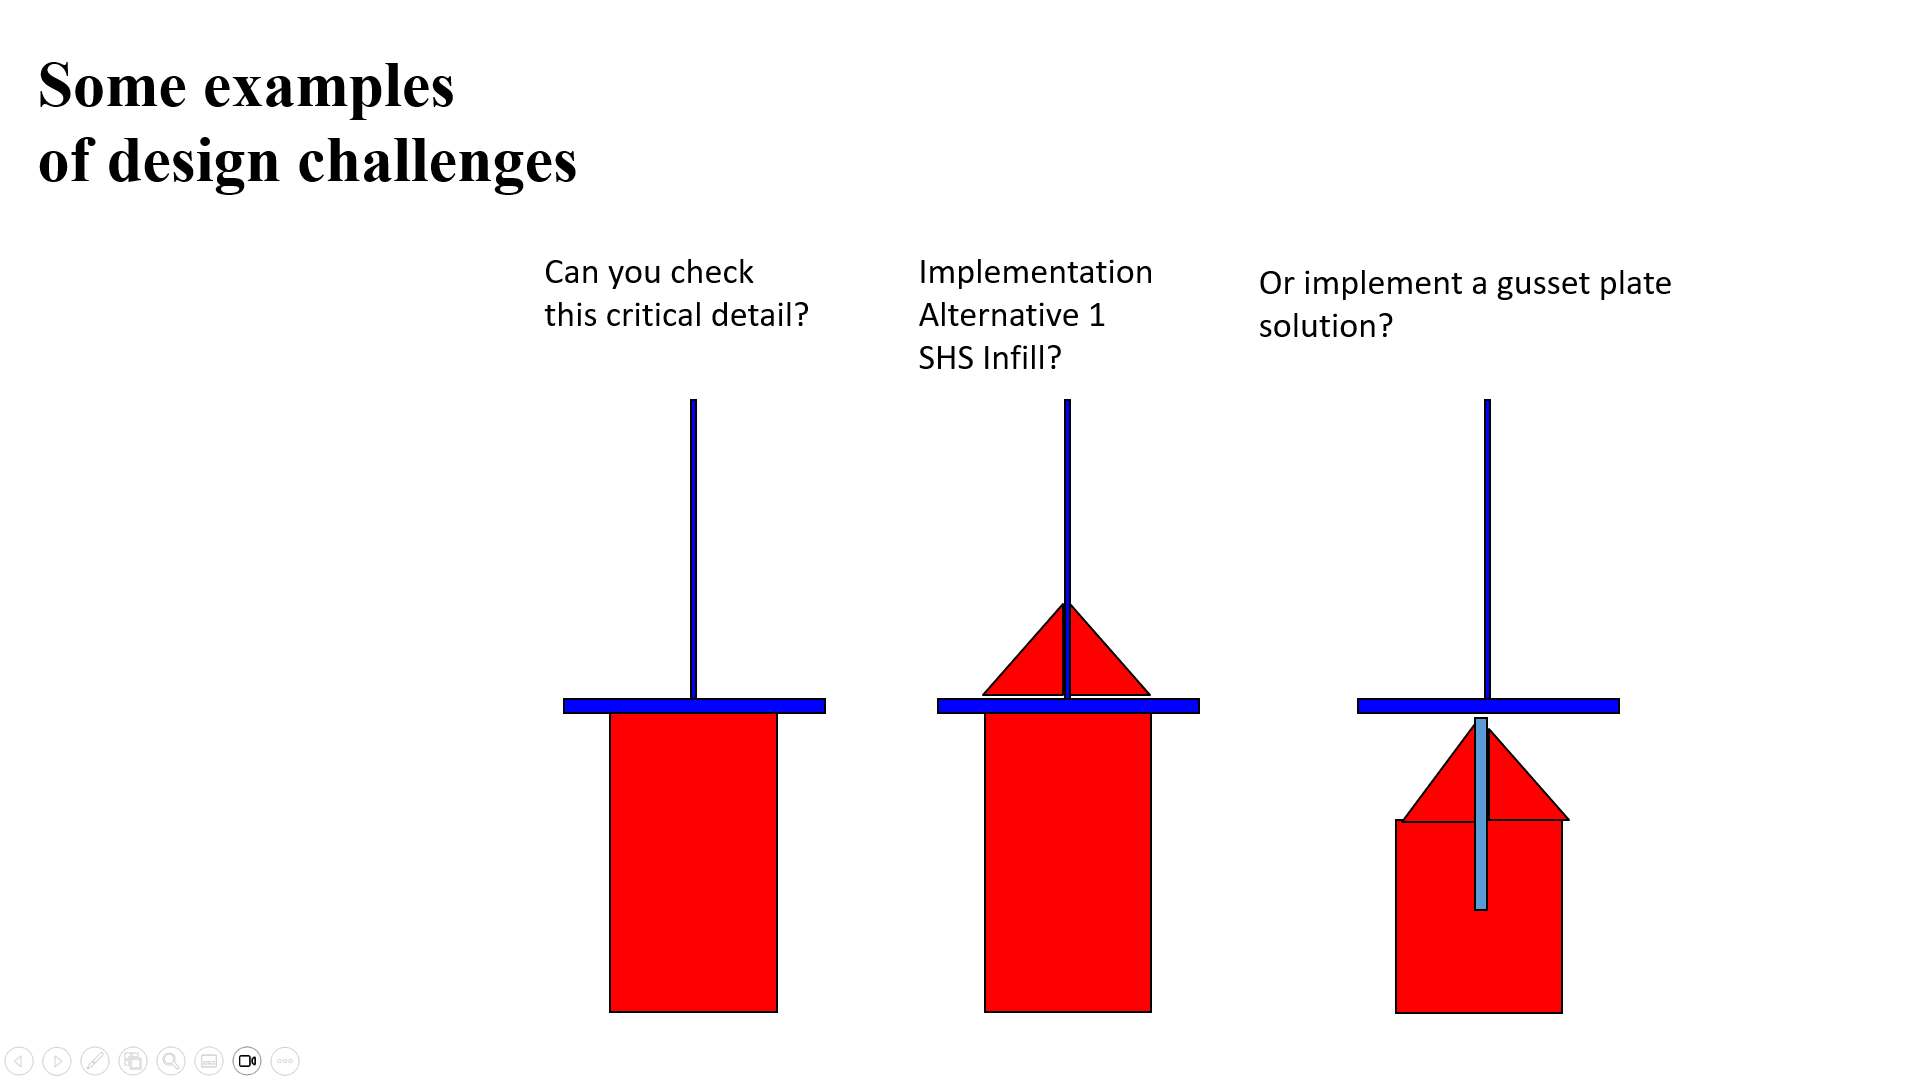 Some examples
of design challenges
Can you check
this critical detail?
Implementation
Alternative 1
SHS Infill?
Or implement a gusset plate
solution?